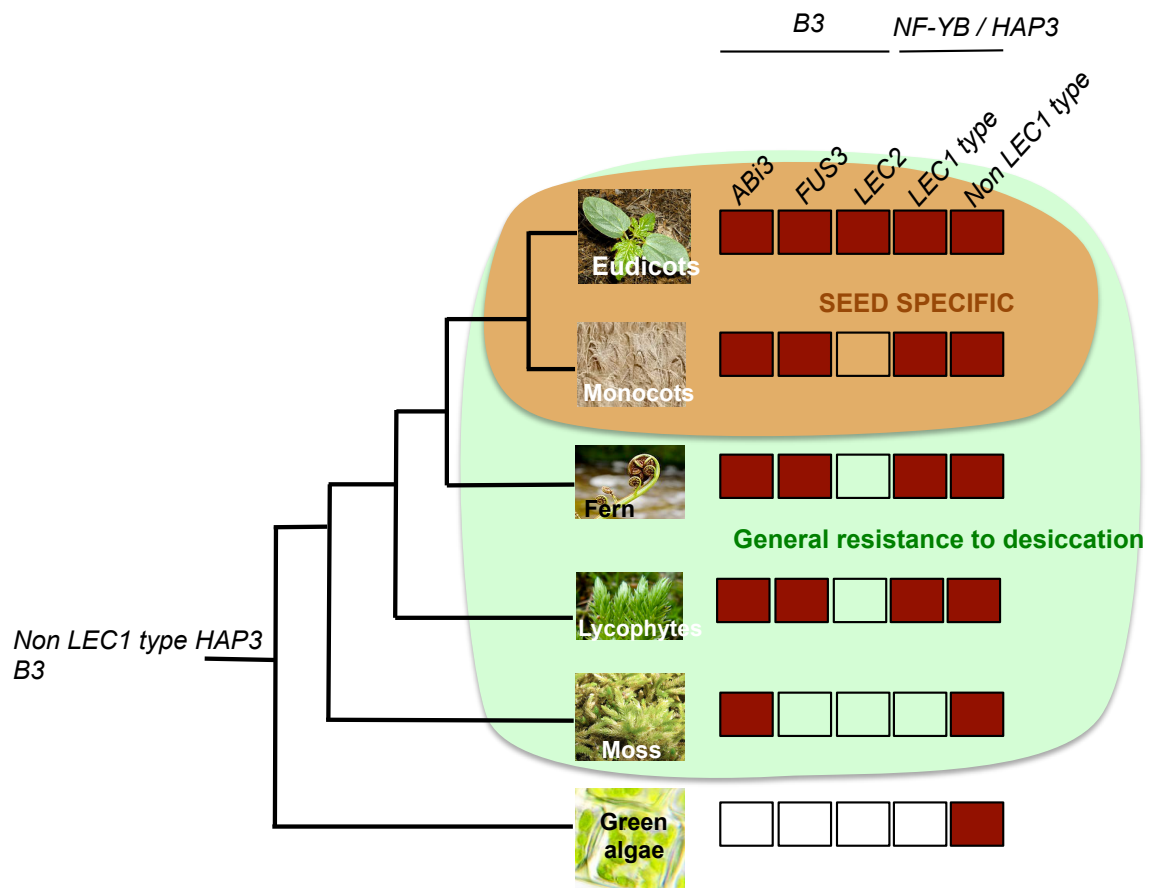 B3
NF-YB / HAP3
ABi3
FUS3
LEC2
LEC1 type
Non LEC1 type
Eudicots
SEED SPECIFIC
Monocots
Fern
General resistance to desiccation
Lycophytes
Non LEC1 type HAP3
B3
Moss
Green
algae